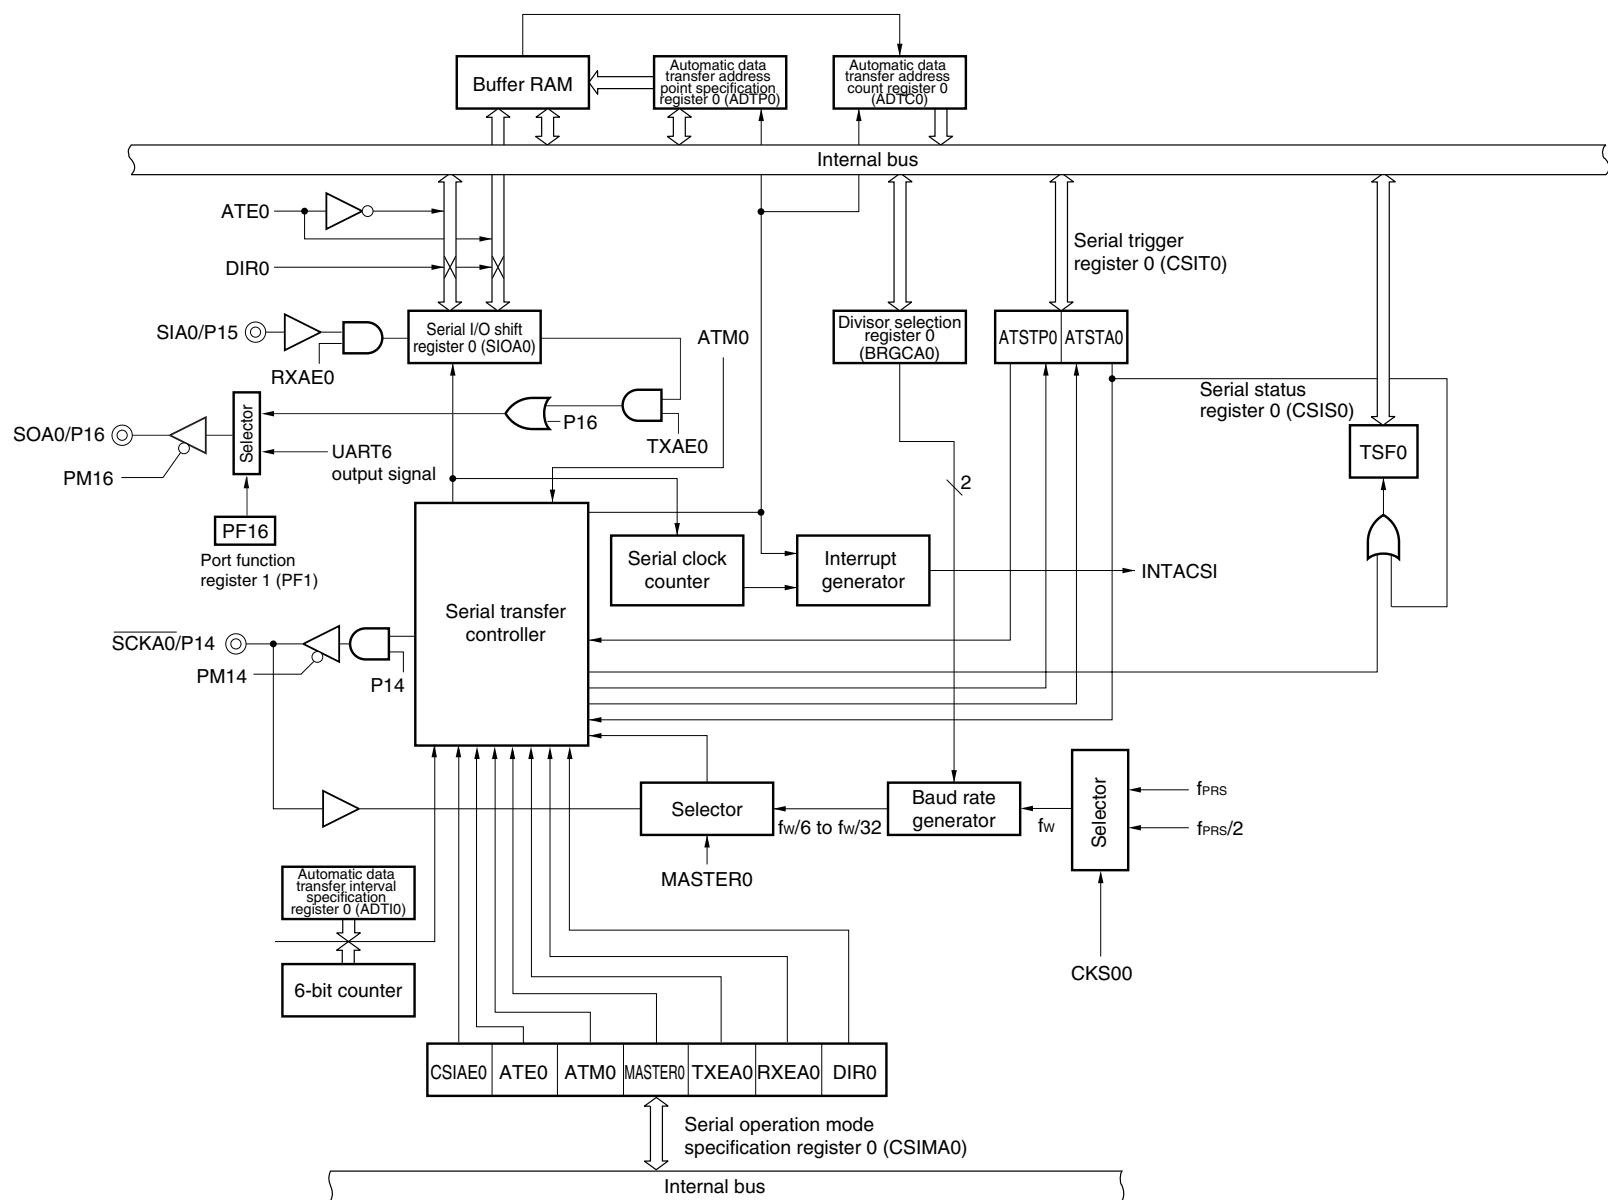 Buffer RAM
Automatic data
transfer address
point specification
register 0 (ADTP0)
Automatic data
transfer address
count register 0
(ADTC0)
Internal bus
ATE0
DIR0
Serial trigger
register 0 (CSIT0)
SIA0/P15
RXAE0
Serial I/O shift
register 0 (SIOA0)
ATM0
Divisor selection
register 0
(BRGCA0)
ATSTP0
ATSTA0
Serial status
register 0 (CSIS0)
SOA0/P16
PM16
Selector
UART6
output signal
P16
TXAE0
TSF0
2
PF16
Port function
register 1 (PF1)
Serial clock
counter
Interrupt
generator
INTACSI
Serial transfer
controller
SCKA0/P14
PM14
P14
Selector
fW/6 to fW/32
Baud rate
generator
fW
Selector
fPRS
fPRS/2
MASTER0
CKS00
Automatic data
transfer interval
specification
register 0 (ADTI0)
6-bit counter
CSIAE0
ATE0
ATM0
MASTER0
TXEA0
RXEA0
DIR0
Serial operation mode
specification register 0 (CSIMA0)
Internal bus